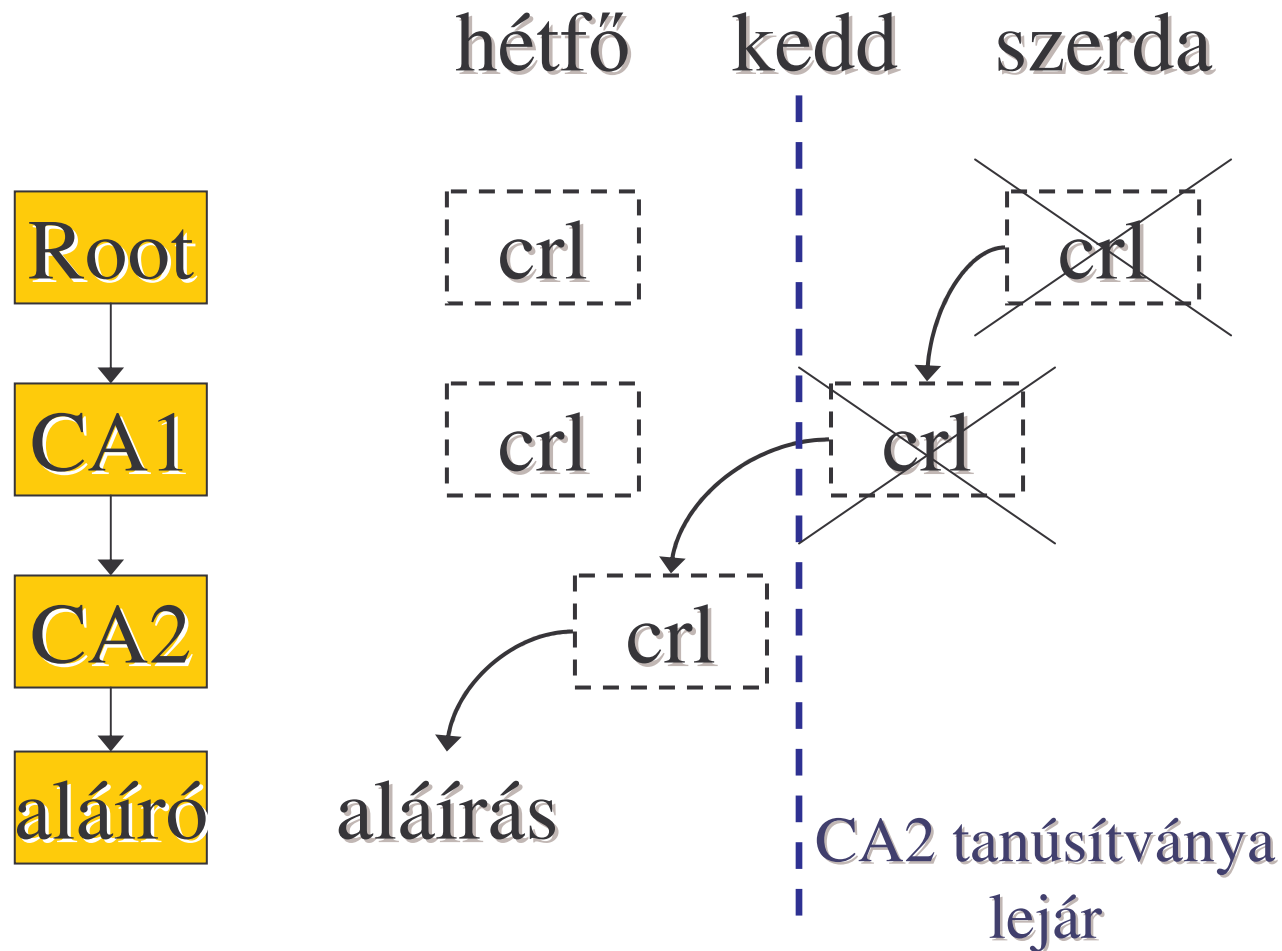 hétfő kedd szerda
Root crl crl
CA1 crl crl
CA2 crl
aláíró aláírás
CA2 tanúsítványa
lejár